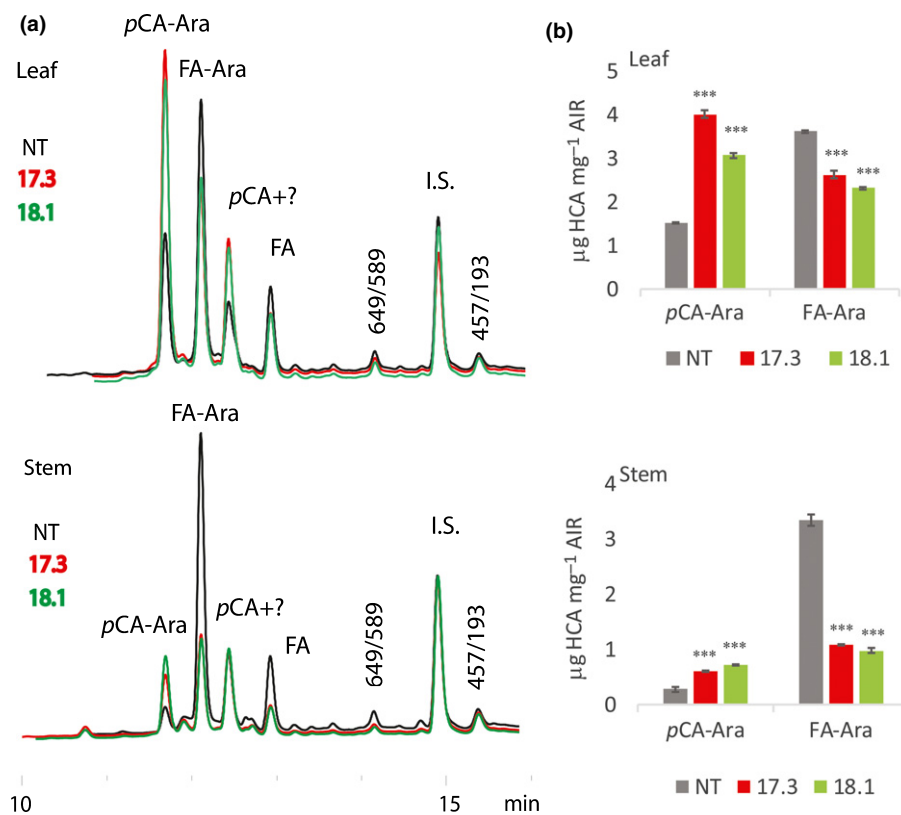 (a)
pCA-Ara
Leaf
FA-Ara
NT
17.3
18.1
pCA+?
FA
I.S.
649/589
457/193
FA-Ara
Stem
NT
17.3
18.1
I.S.
pCA-Ara
pCA+?
FA
649/589
457/193
10
15
min
(b)
Leaf
5
4
3
2
1
0
µg HCA mg⁻¹ AIR
***
***
***
***
pCA-Ara
FA-Ara
NT
17.3
18.1
Stem
4
3
2
1
0
µg HCA mg⁻¹ AIR
***
***
***
***
pCA-Ara
FA-Ara
NT
17.3
18.1